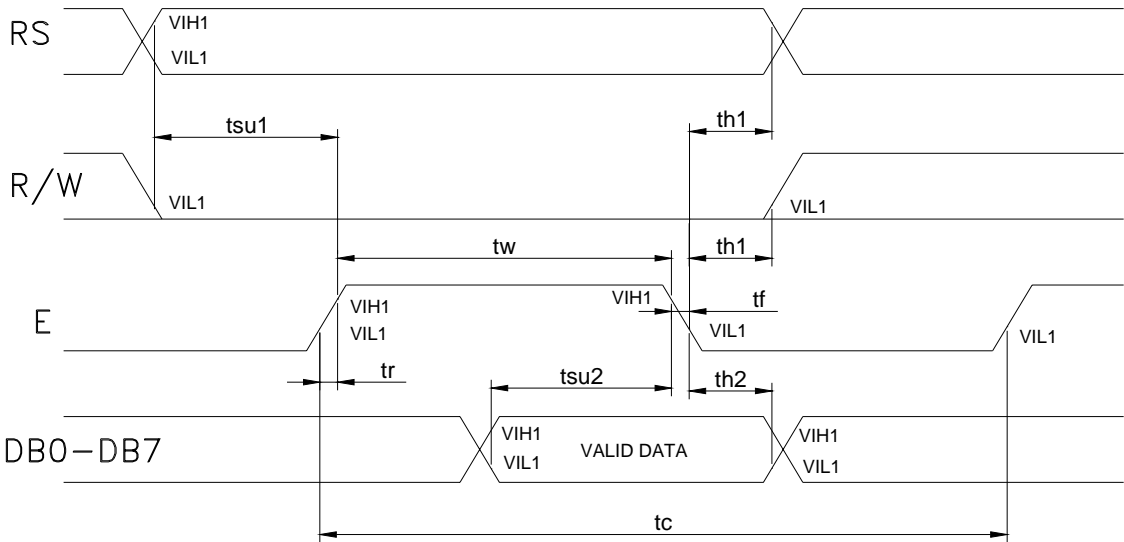 RS
VIH1
VIL1
tsu1
th1
R/W
VIL1
VIL1
tw
th1
E
VIH1
VIL1
VIH1
tf
VIL1
VIL1
tr
tsu2
th2
DB0-DB7
VIH1
VIL1
VALID DATA
VIH1
VIL1
tc